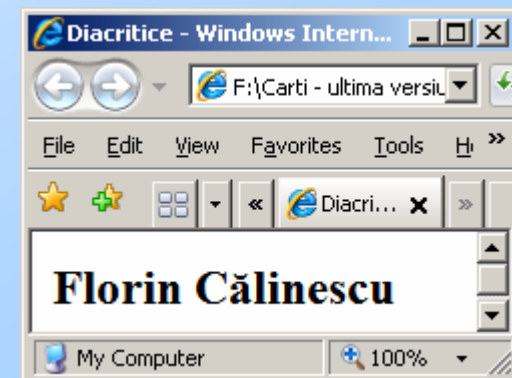 Diacritice - Windows Intern...
F:\Carti - ultima versiu
File Edit View Favorites Tools H
Diacri...
Florin Călinescu
My Computer 100%